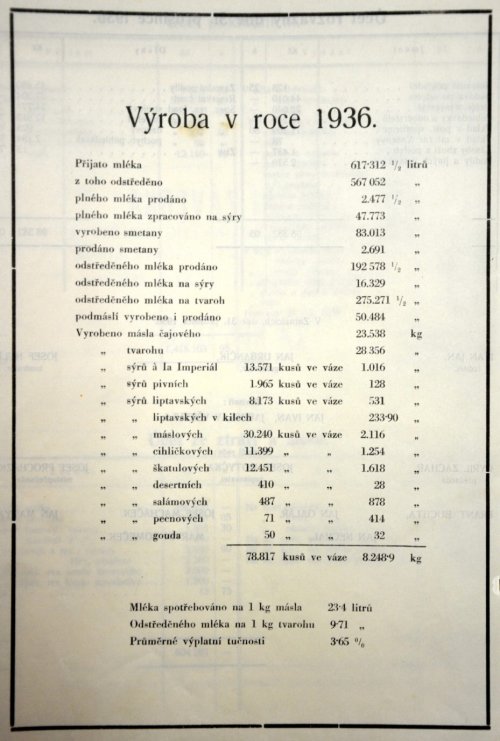 Výroba v roce 1936.
Přijato mléka 617·312 1/2 litrů
z toho odstředěno 567 052 „
plného mléka prodáno 2.477 1/2 „
plného mléka zpracováno na sýry 47.773 „
vyrobeno smetany 83.013 „
prodáno smetany 2.691 „
odstředěného mléka prodáno 192 578 1/2 „
odstředěného mléka na sýry 16.329 „
odstředěného mléka na tvaroh 275.271 1/2 „
podmáslí vyrobeno i prodáno 50.484 „
Vyrobeno másla čajového 23.538 kg
„ tvarohu 28 356 „
„ sýrů à la Imperiál 13.571 kusů ve váze 1.016 „
„ sýrů pivních 1.965 kusů ve váze 128 „
„ sýrů liptavských 8.173 kusů ve váze 531 „
„ „ liptavských v kilech 233·90 „
„ „ máslových 30.240 kusů ve váze 2.116 „
„ „ cihličkových 11.399 „ „ 1.254 „
„ „ škatulových 12.451 „ „ 1.618 „
„ „ desertních 410 „ „ 28 „
„ „ salámových 487 „ „ 878 „
„ „ pecnových 71 „ „ 414 „
„ „ gouda 50 „ „ 32 „
78.817 kusů ve váze 8.248·9 kg
Mléka spotřebováno na 1 kg másla 23·4 litrů
Odstředěného mléka na 1 kg tvarohu 9·71 „
Průměrné výplatní tučnosti 3·65 %